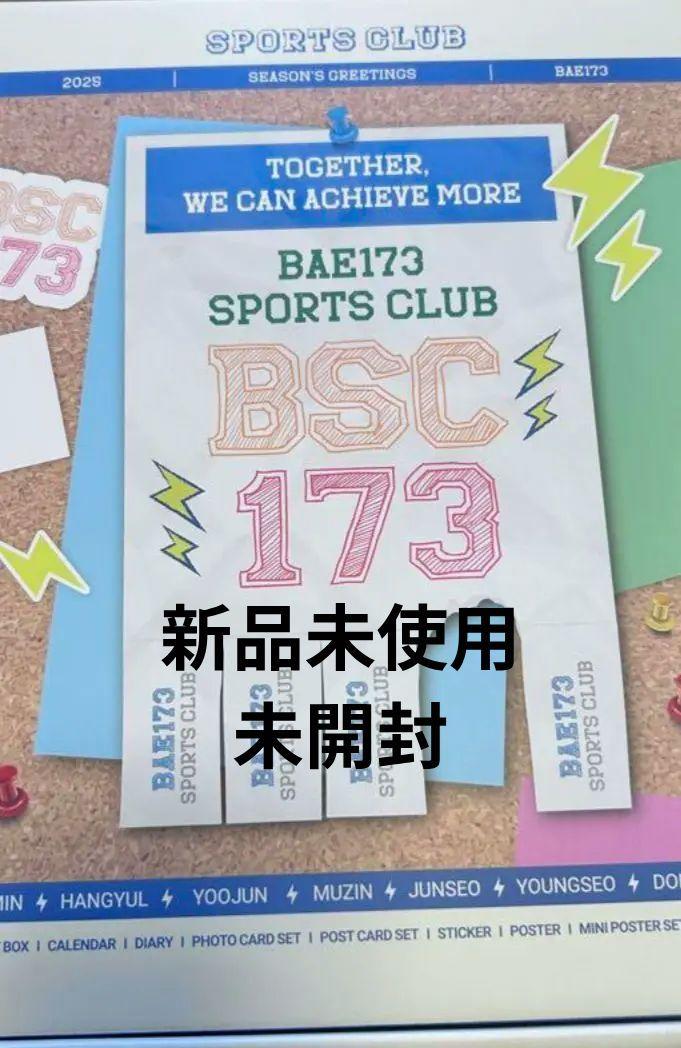 SPORTS CLUB
2025 | SEASON'S GREETINGS | BAE173
TOGETHER,
WE CAN ACHIEVE MORE
BAE173
SPORTS CLUB
BSC
173
BSC
173
新品未使用
未開封
BAE173
SPORTS CLUB
BAE173
SPORTS CLUB
BAE173
SPORTS CLUB
BAE173
SPORTS CLUB
HANGYUL YOOJUN MUZIN JUNSEO YOUNGSEO
BOX | CALENDAR | DIARY | PHOTO CARD SET | POST CARD SET | STICKER | POSTER | MINI POSTER SET